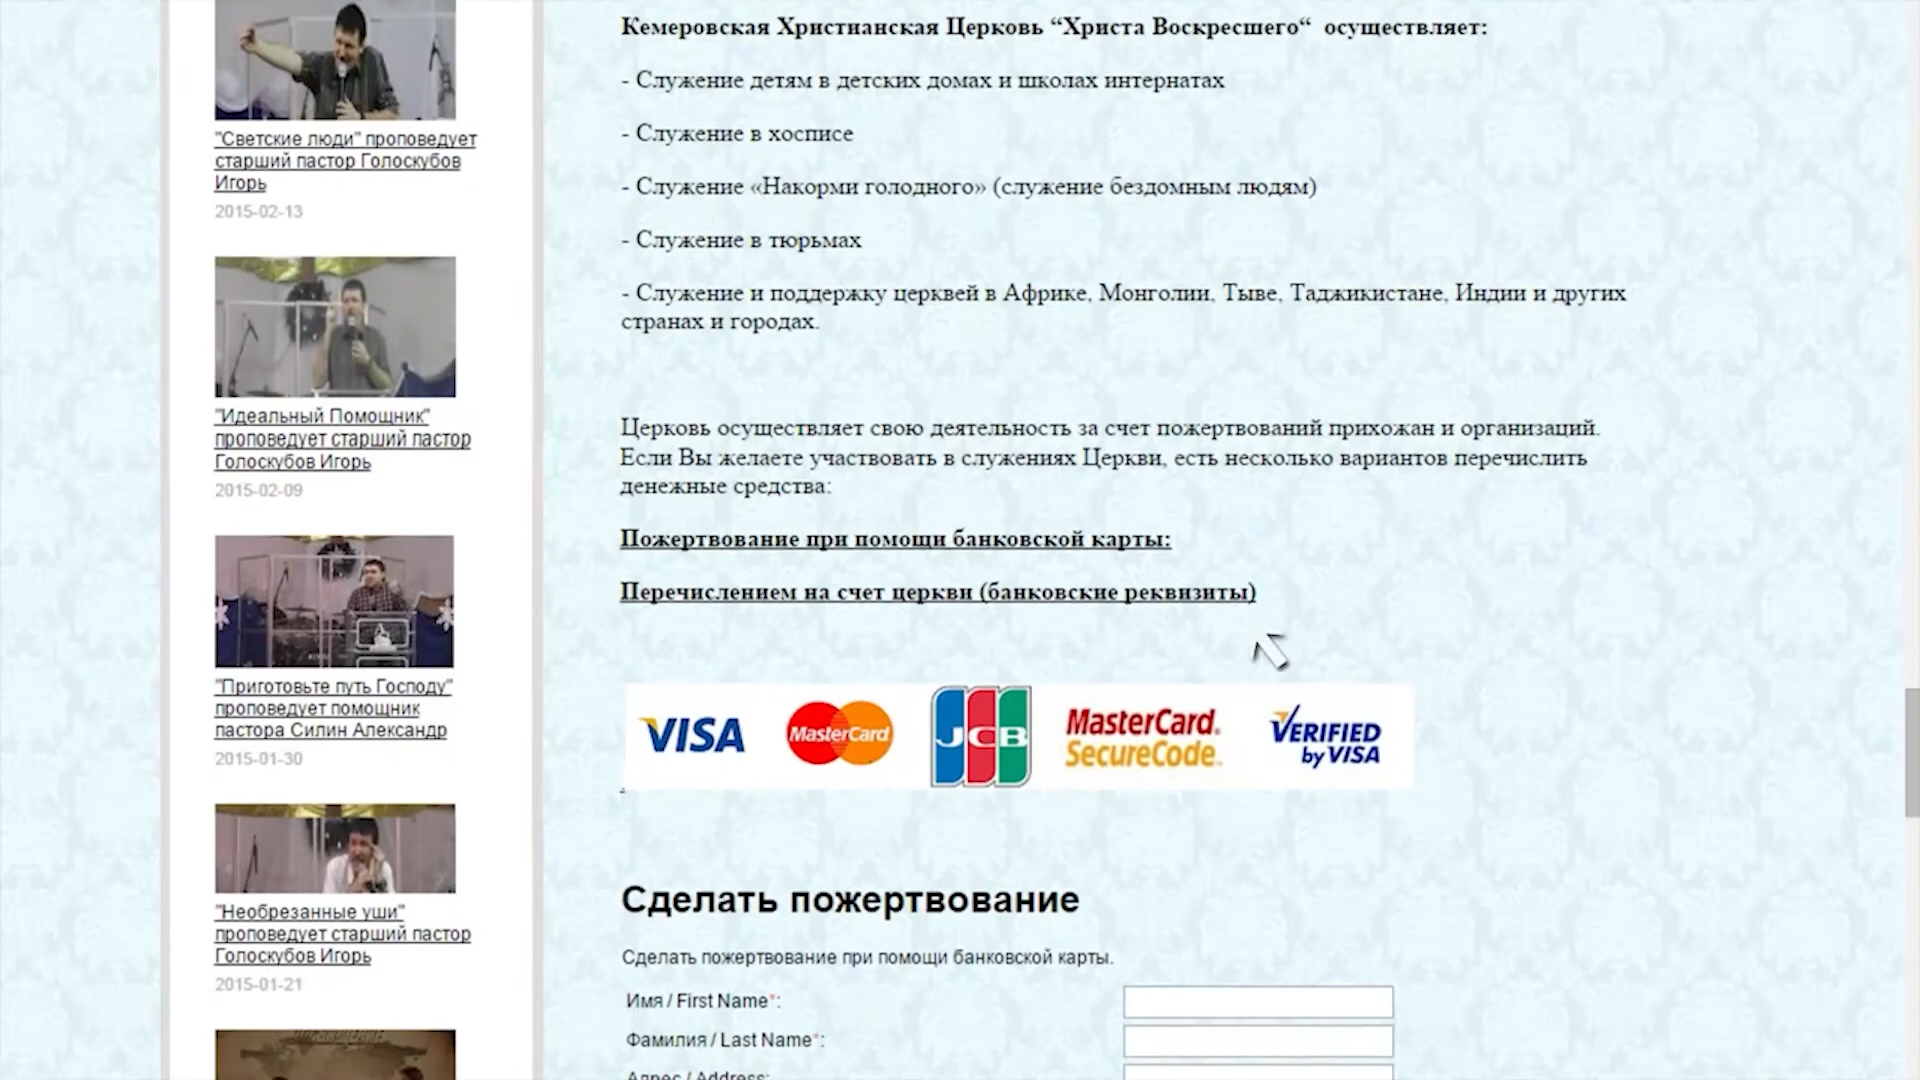 "Светские люди" проповедует
старший пастор Голоскубов
Игорь
2015-02-13
"Идеальный Помощник"
проповедует старший пастор
Голоскубов Игорь
2015-02-09
"Приготовьте путь Господу"
проповедует помощник
пастора Силин Александр
2015-01-30
"Необрезанные уши"
проповедует старший пастор
Голоскубов Игорь
2015-01-21
Кемеровская Христианская Церковь “Христа Воскресшего“ осуществляет:
- Служение детям в детских домах и школах интернатах
- Служение в хосписе
- Служение «Накорми голодного» (служение бездомным людям)
- Служение в тюрьмах
- Служение и поддержку церквей в Африке, Монголии, Тыве, Таджикистане, Индии и других
странах и городах.
Церковь осуществляет свою деятельность за счет пожертвований прихожан и организаций.
Если Вы желаете участвовать в служениях Церкви, есть несколько вариантов перечислить
денежные средства:
Пожертвование при помощи банковской карты:
Перечислением на счет церкви (банковские реквизиты)
VISA MasterCard JCB MasterCard. SecureCode. VERIFIED by VISA
Сделать пожертвование
Сделать пожертвование при помощи банковской карты.
Имя / First Name*:
Фамилия / Last Name*:
Адрес / Address: